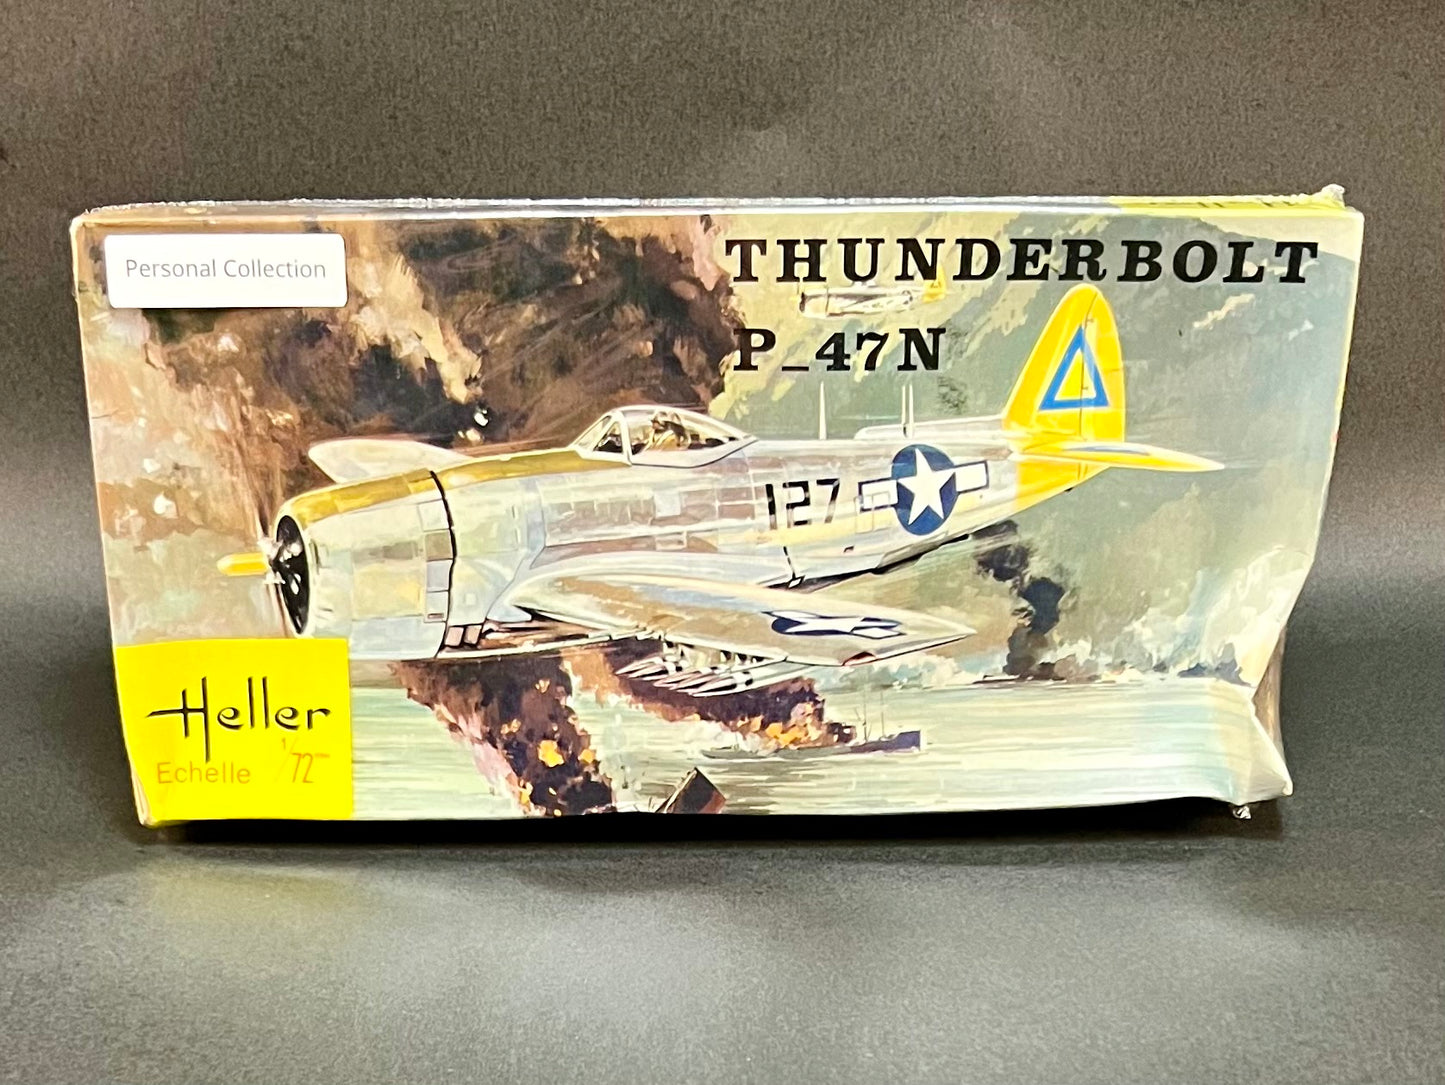 Personal Collection
THUNDERBOLT
P_47N
127
Heller
Echelle 1/72